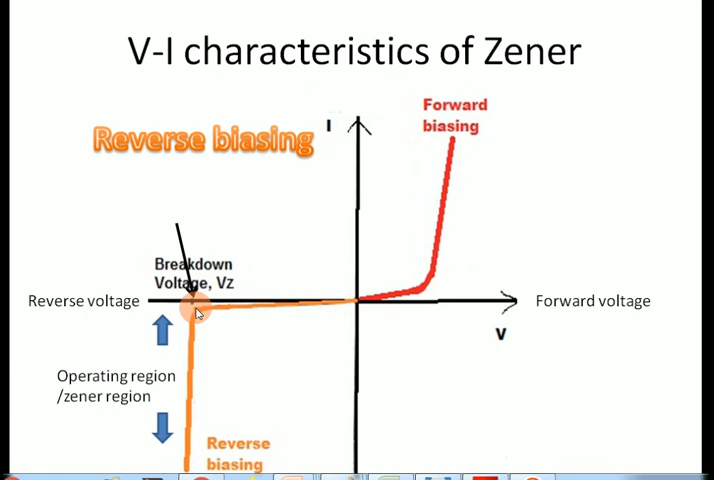 V-I characteristics of Zener
Forward
biasing
I
Reverse biasing
Breakdown
Voltage, Vz
Reverse voltage
Forward voltage
V
Operating region
/zener region
Reverse
biasing